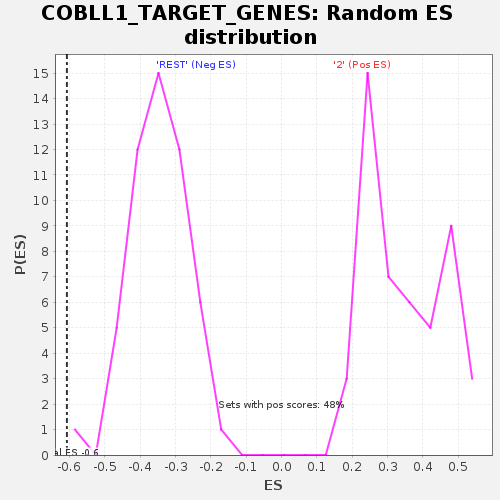 COBLL1_TARGET_GENES: Random ES
distribution
'REST' (Neg ES)
'2' (Pos ES)
15
14
13
12
11
10
9
8
7
6
5
4
3
2
1
0
P(ES)
Sets with pos scores: 48%
ES -0.6
-0.6 -0.5 -0.4 -0.3 -0.2 -0.1 0.0 0.1 0.2 0.3 0.4 0.5
ES